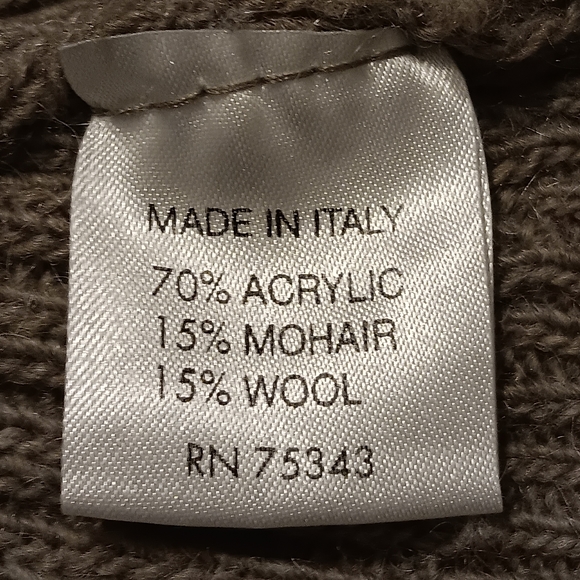 MADE IN ITALY
70% ACRYLIC
15% MOHAIR
15% WOOL
RN 75343